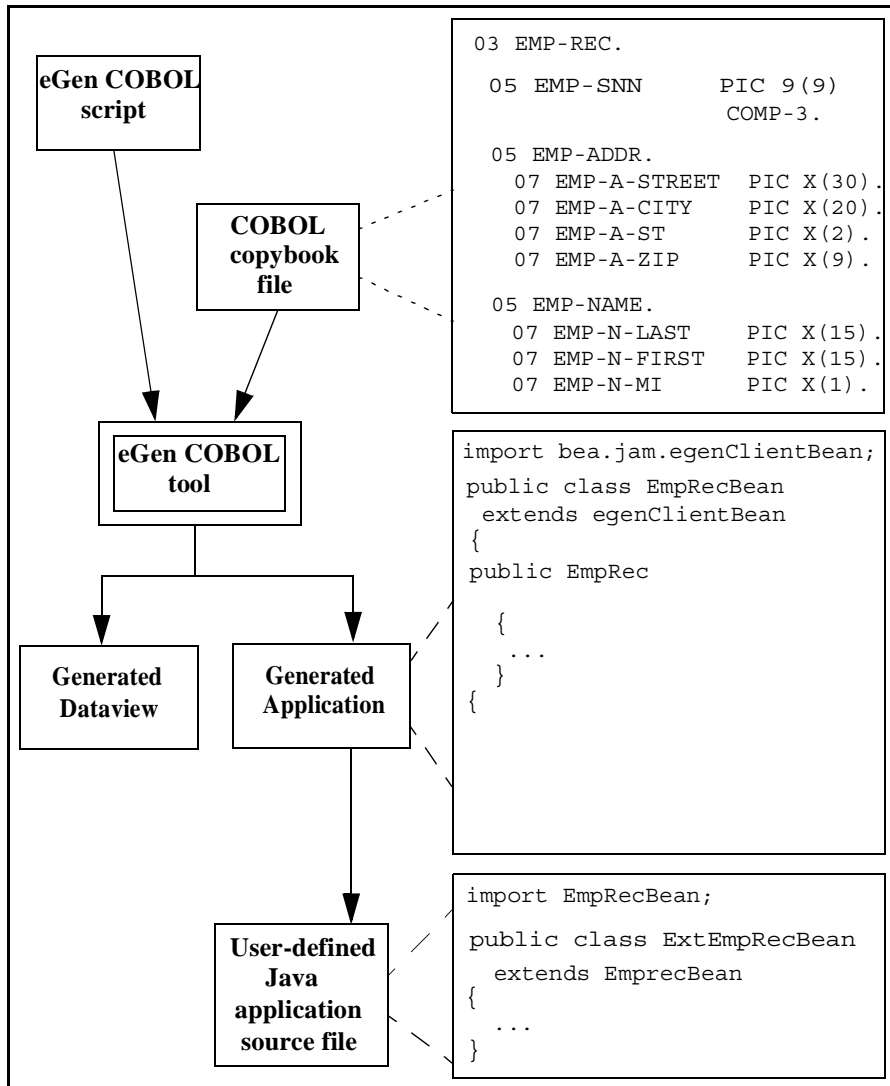 eGen COBOL
script
COBOL
copybook
file
03 EMP-REC.
05 EMP-SNN PIC 9(9)
COMP-3.
05 EMP-ADDR.
07 EMP-A-STREET PIC X(30).
07 EMP-A-CITY PIC X(20).
07 EMP-A-ST PIC X(2).
07 EMP-A-ZIP PIC X(9).
05 EMP-NAME.
07 EMP-N-LAST PIC X(15).
07 EMP-N-FIRST PIC X(15).
07 EMP-N-MI PIC X(1).
eGen COBOL
tool
Generated
Dataview
Generated
Application
import bea.jam.egenClientBean;
public class EmpRecBean
extends egenClientBean
{
public EmpRec
{
...
}
{
User-defined
Java
application
source file
import EmpRecBean;
public class ExtEmpRecBean
extends EmprecBean
{
...
}